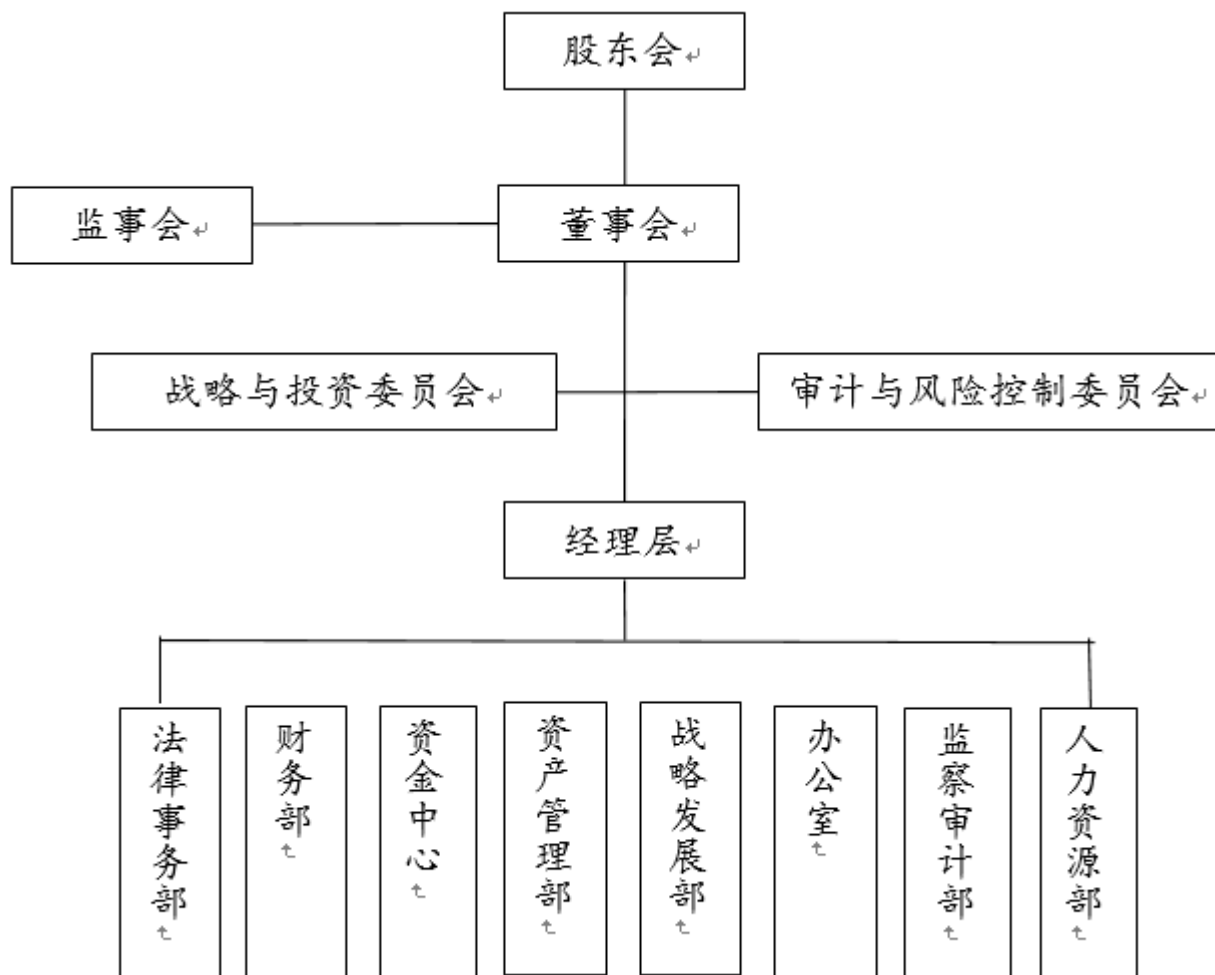 股东会
监事会
董事会
战略与投资委员会
审计与风险控制委员会
经理层
法律事务部
财务部
资金中心
资产管理部
战略发展部
办公室
监察审计部
人力资源部